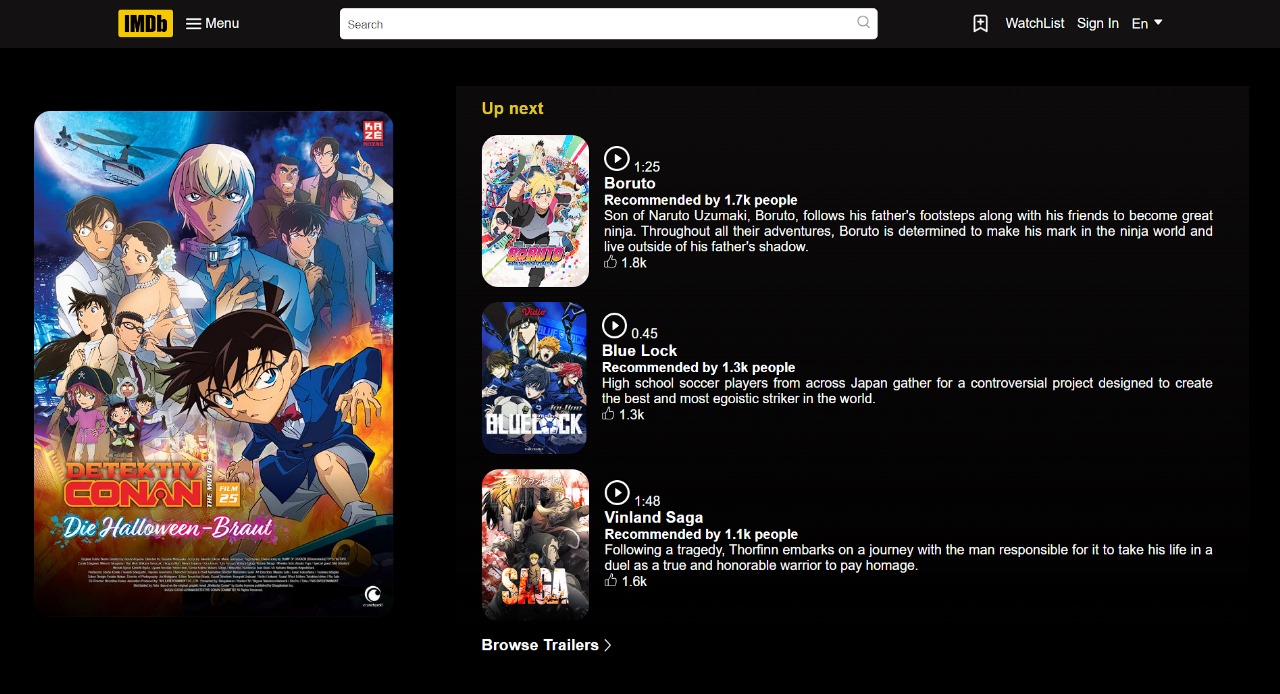 IMDb Menu
Search
WatchList Sign In En
KAZE
DETEKTIV
CONAN
THE MOVIE
FILM
25
Die Halloween-Braut
crunchyroll
Up next
BORUTO
1:25
Boruto
Recommended by 1.7k people
Son of Naruto Uzumaki, Boruto, follows his father's footsteps along with his friends to become great
ninja. Throughout all their adventures, Boruto is determined to make his mark in the ninja world and
live outside of his father's shadow.
1.8k
Vidio
BLUELOCK
0.45
Blue Lock
Recommended by 1.3k people
High school soccer players from across Japan gather for a controversial project designed to create
the best and most egoistic striker in the world.
1.3k
SAGA
1:48
Vinland Saga
Recommended by 1.1k people
Following a tragedy, Thorfinn embarks on a journey with the man responsible for it to take his life in a
duel as a true and honorable warrior to pay homage.
1.6k
Browse Trailers